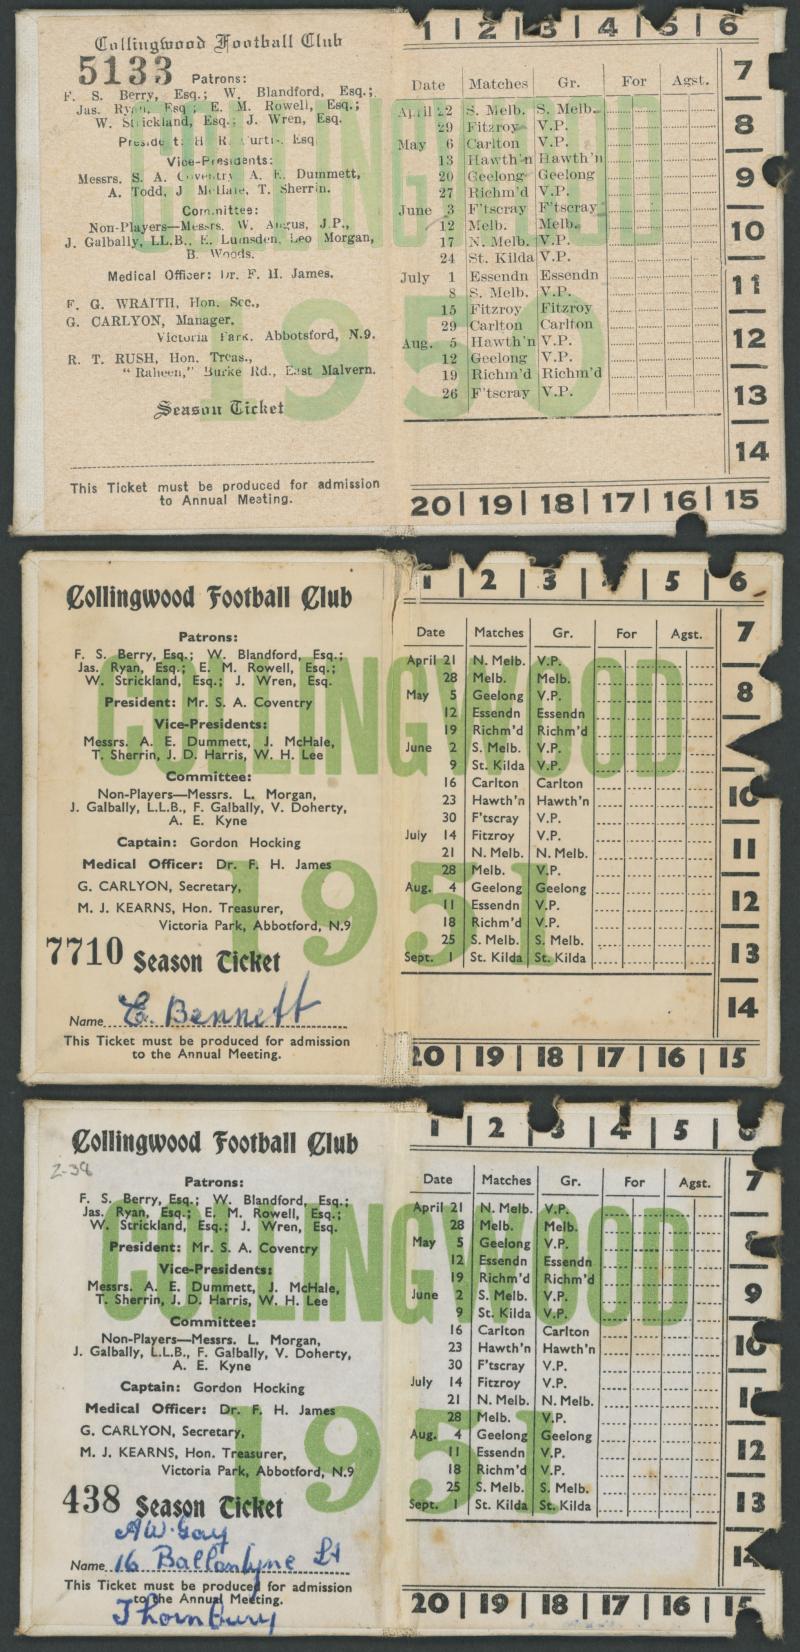 Collingwood Football Club
5133 Patrons:
F. S. Berry, Esq.; W. Blandford, Esq.;
Jas. Ryan, Esq.; E. M. Rowell, Esq.;
W. Strickland, Esq.; J. Wren, Esq.
President: H. R. Curtis, Esq.
Vice-Presidents:
Messrs. S. A. Coventry A. E. Dummett,
A. Todd, J McHale, T. Sherrin.
Committee:
Non-Players—Messrs. W. Angus, J.P.,
J. Galbally, LL.B., E. Lumsden, Leo Morgan,
B. Woods.
Medical Officer: Dr. F. H. James.
F. G. WRAITH, Hon. Sec.,
G. CARLYON, Manager,
Victoria Park, Abbotsford, N.9.
R. T. RUSH, Hon. Treas.,
"Raheen," Burke Rd., East Malvern.
Season Ticket
This Ticket must be produced for admission
to Annual Meeting.
COLLINGWOOD
1950
1 | 2 | 3 | 4 | 5 | 6
Date Matches Gr. For Agst.
April 22 S. Melb. S. Melb.
29 Fitzroy V.P.
May 6 Carlton V.P.
13 Hawth'n Hawth'n
20 Geelong Geelong
27 Richm'd V.P.
June 3 F'tscray F'tscray
12 Melb. Melb.
17 N. Melb. V.P.
24 St. Kilda V.P.
July 1 Essendn Essendn
8 S. Melb. V.P.
15 Fitzroy Fitzroy
29 Carlton Carlton
Aug. 5 Hawth'n V.P.
12 Geelong V.P.
19 Richm'd Richm'd
26 F'tscray V.P.
7
8
9
10
11
12
13
14
20 | 19 | 18 | 17 | 16 | 15
Collingwood Football Club
Patrons:
F. S. Berry, Esq.; W. Blandford, Esq.;
Jas. Ryan, Esq.; E. M. Rowell, Esq.;
W. Strickland, Esq.; J. Wren, Esq.
President: Mr. S. A. Coventry
Vice-Presidents:
Messrs. A. E. Dummett, J. McHale,
T. Sherrin, J. D. Harris, W. H. Lee
Committee:
Non-Players—Messrs. L. Morgan,
J. Galbally, L.L.B., F. Galbally, V. Doherty,
A. E. Kyne
Captain: Gordon Hocking
Medical Officer: Dr. F. H. James
G. CARLYON, Secretary,
M. J. KEARNS, Hon. Treasurer,
Victoria Park, Abbotford, N.9
7710 Season Ticket
Name E. Bennett
This Ticket must be produced for admission
to the Annual Meeting.
COLLINGWOOD
1951
1 | 2 | 3 | | 5 | 6
Date Matches Gr. For Agst.
April 21 N. Melb. V.P.
28 Melb. Melb.
May 5 Geelong V.P.
12 Essendn Essendn
19 Richm'd Richm'd
June 2 S. Melb. V.P.
9 St. Kilda V.P.
16 Carlton Carlton
23 Hawth'n Hawth'n
30 F'tscray V.P.
July 14 Fitzroy V.P.
21 N. Melb. N. Melb.
28 Melb. V.P.
Aug. 4 Geelong Geelong
11 Essendn V.P.
18 Richm'd V.P.
25 S. Melb. S. Melb.
Sept. 1 St. Kilda St. Kilda
7
8
10
11
12
13
14
20 | 19 | 18 | 17 | 16 | 15
Collingwood Football Club
2-38
Patrons:
F. S. Berry, Esq.; W. Blandford, Esq.;
Jas. Ryan, Esq.; E. M. Rowell, Esq.;
W. Strickland, Esq.; J. Wren, Esq.
President: Mr. S. A. Coventry
Vice-Presidents:
Messrs. A. E. Dummett, J. McHale,
T. Sherrin, J. D. Harris, W. H. Lee
Committee:
Non-Players—Messrs. L. Morgan,
J. Galbally, L.L.B., F. Galbally, V. Doherty,
A. E. Kyne
Captain: Gordon Hocking
Medical Officer: Dr. F. H. James
G. CARLYON, Secretary,
M. J. KEARNS, Hon. Treasurer,
Victoria Park, Abbotford, N.9
438 Season Ticket
A W. Gay
Name 16 Ballantyne St
This Ticket must be produced for admission
to the Annual Meeting.
Thornbury
COLLINGWOOD
1951
1 | 2 | 3 | 4 | 5 | 6
Date Matches Gr. For Agst.
April 21 N. Melb. V.P.
28 Melb. Melb.
May 5 Geelong V.P.
12 Essendn Essendn
19 Richm'd Richm'd
June 2 S. Melb. V.P.
9 St. Kilda V.P.
16 Carlton Carlton
23 Hawth'n Hawth'n
30 F'tscray V.P.
July 14 Fitzroy V.P.
21 N. Melb. N. Melb.
28 Melb. V.P.
Aug. 4 Geelong Geelong
11 Essendn V.P.
18 Richm'd V.P.
25 S. Melb. S. Melb.
Sept. 1 St. Kilda St. Kilda
7
8
9
10
11
12
13
14
20 | 19 | 18 | 17 | 16 | 15